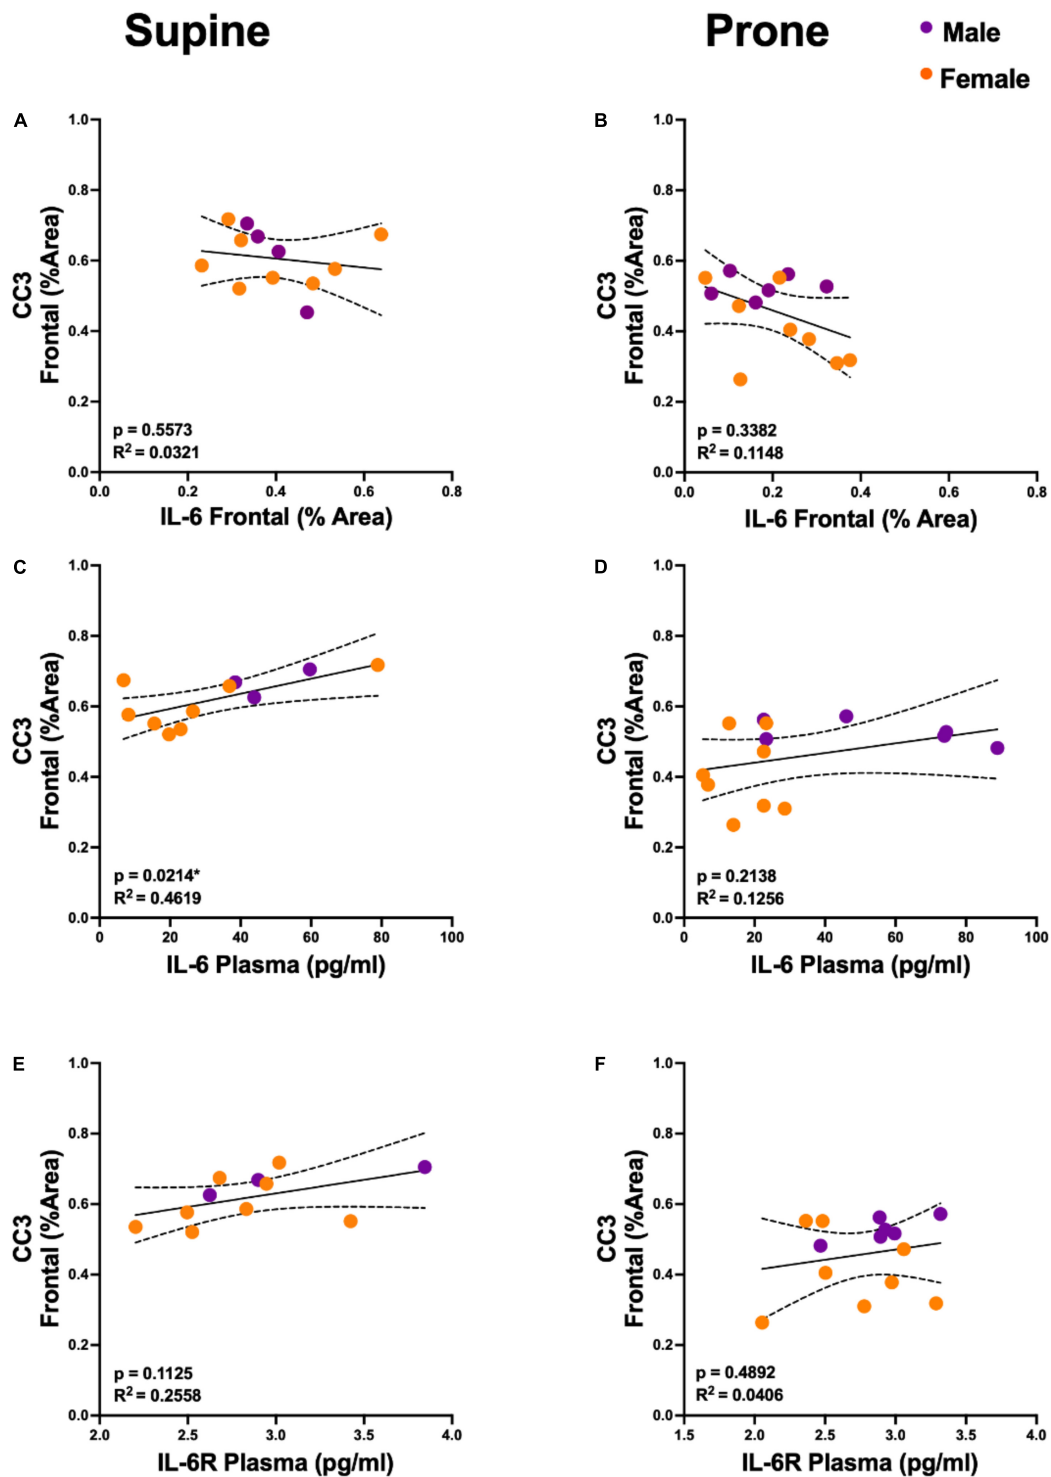 Supine
Prone
Male
Female
A
1.0
0.8
0.6
0.4
0.2
0.0
CC3
Frontal (%Area)
p = 0.5573
R2 = 0.0321
0.0 0.2 0.4 0.6 0.8
IL-6 Frontal (% Area)
B
1.0
0.8
0.6
0.4
0.2
0.0
CC3
Frontal (%Area)
p = 0.3382
R2 = 0.1148
0.0 0.2 0.4 0.6 0.8
IL-6 Frontal (% Area)
C
1.0
0.8
0.6
0.4
0.2
0.0
CC3
Frontal (%Area)
p = 0.0214*
R2 = 0.4619
0 20 40 60 80 100
IL-6 Plasma (pg/ml)
D
1.0
0.8
0.6
0.4
0.2
0.0
CC3
Frontal (%Area)
p = 0.2138
R2 = 0.1256
0 20 40 60 80 100
IL-6 Plasma (pg/ml)
E
1.0
0.8
0.6
0.4
0.2
0.0
CC3
Frontal (%Area)
p = 0.1125
R2 = 0.2558
2.0 2.5 3.0 3.5 4.0
IL-6R Plasma (pg/ml)
F
1.0
0.8
0.6
0.4
0.2
0.0
CC3
Frontal (%Area)
p = 0.4892
R2 = 0.0406
1.5 2.0 2.5 3.0 3.5 4.0
IL-6R Plasma (pg/ml)